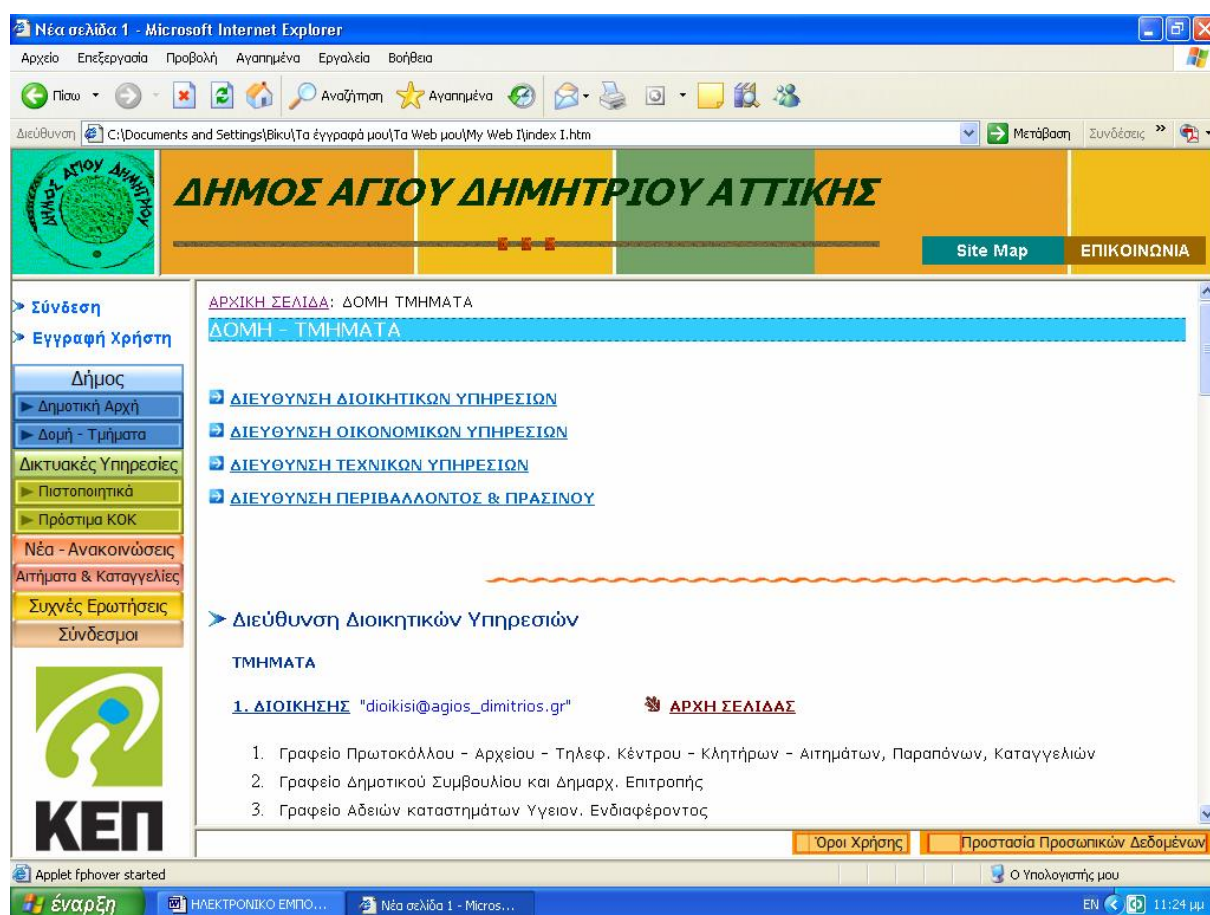 Νέα σελίδα 1 - Microsoft Internet Explorer
Αρχείο Επεξεργασία Προβολή Αγαπημένα Εργαλεία Βοήθεια
Πίσω Αναζήτηση Αγαπημένα
Διεύθυνση C:\Documents and Settings\Βίκυ\Τα έγγραφά μου\Τα Web μου\My Web I\index I.htm Μετάβαση Συνδέσεις »
ΔΗΜΟΣ ΑΓΙΟΥ ΔΗΜΗΤΡΙΟΥ
ΔΗΜΟΣ ΑΓΙΟΥ ΔΗΜΗΤΡΙΟΥ ΑΤΤΙΚΗΣ
Site Map ΕΠΙΚΟΙΝΩΝΙΑ
Σύνδεση
Εγγραφή Χρήστη
Δήμος
Δημοτική Αρχή
Δομή - Τμήματα
Δικτυακές Υπηρεσίες
Πιστοποιητικά
Πρόστιμα ΚΟΚ
Νέα - Ανακοινώσεις
Αιτήματα & Καταγγελίες
Συχνές Ερωτήσεις
Σύνδεσμοι
ΚΕΠ
ΑΡΧΙΚΗ ΣΕΛΙΔΑ: ΔΟΜΗ ΤΜΗΜΑΤΑ
ΔΟΜΗ - ΤΜΗΜΑΤΑ
ΔΙΕΥΘΥΝΣΗ ΔΙΟΙΚΗΤΙΚΩΝ ΥΠΗΡΕΣΙΩΝ
ΔΙΕΥΘΥΝΣΗ ΟΙΚΟΝΟΜΙΚΩΝ ΥΠΗΡΕΣΙΩΝ
ΔΙΕΥΘΥΝΣΗ ΤΕΧΝΙΚΩΝ ΥΠΗΡΕΣΙΩΝ
ΔΙΕΥΘΥΝΣΗ ΠΕΡΙΒΑΛΛΟΝΤΟΣ & ΠΡΑΣΙΝΟΥ
Διεύθυνση Διοικητικών Υπηρεσιών
ΤΜΗΜΑΤΑ
1. ΔΙΟΙΚΗΣΗΣ "dioikisi@agios_dimitrios.gr" ΑΡΧΗ ΣΕΛΙΔΑΣ
1. Γραφείο Πρωτοκόλλου - Αρχείου - Τηλεφ. Κέντρου - Κλητήρων - Αιτημάτων, Παραπόνων, Καταγγελιών
2. Γραφείο Δημοτικού Συμβουλίου και Δημαρχ. Επιτροπής
3. Γραφείο Αδειών καταστημάτων Υγειον. Ενδιαφέροντος
Όροι Χρήσης Προστασία Προσωπικών Δεδομένων
Applet fphover started Ο Υπολογιστής μου
έναρξη ΗΛΕΚΤΡΟΝΙΚΟ ΕΜΠΟ... Νέα σελίδα 1 - Micros... EN 11:24 μμ